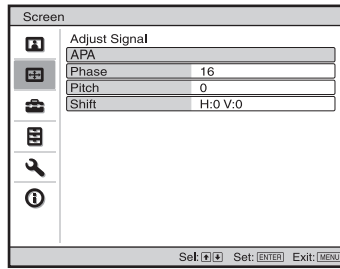 Screen
Adjust Signal
APA
Phase 16
Pitch 0
Shift H:0 V:0
Sel: Set: ENTER Exit: MENU